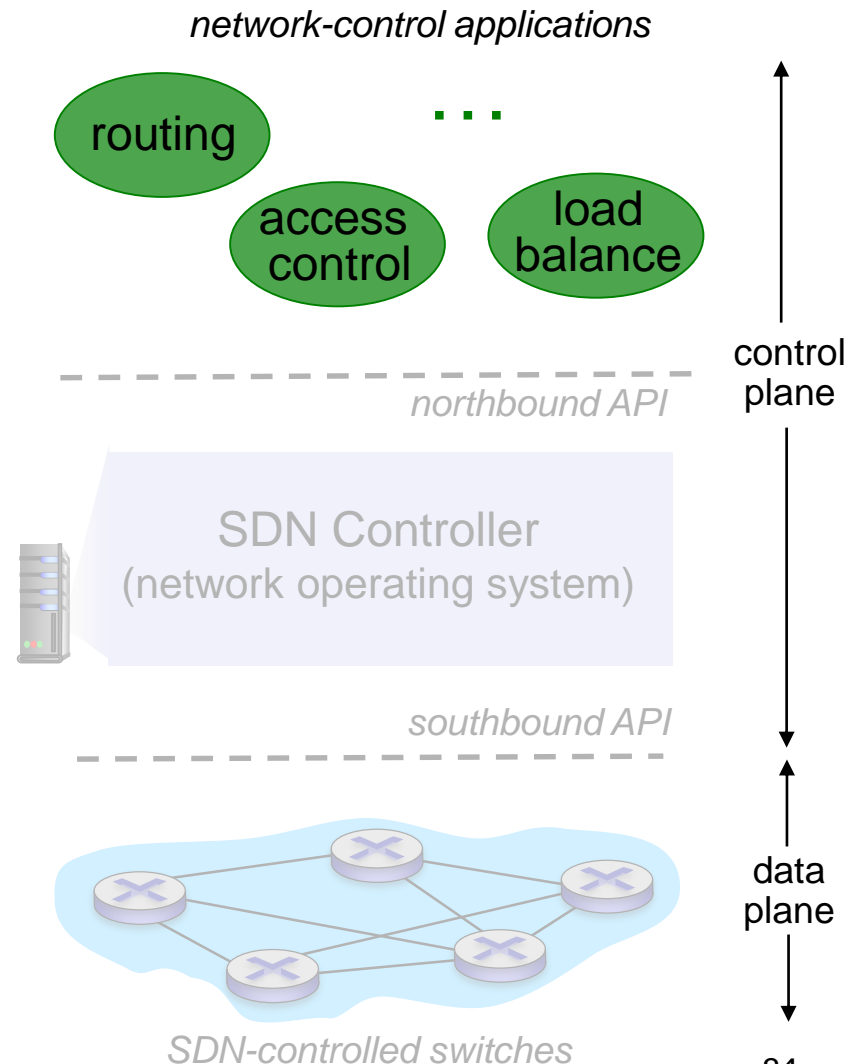 network-control applications
routing
...
access
control
load
balance
control
plane
northbound API
SDN Controller
(network operating system)
southbound API
data
plane
SDN-controlled switches